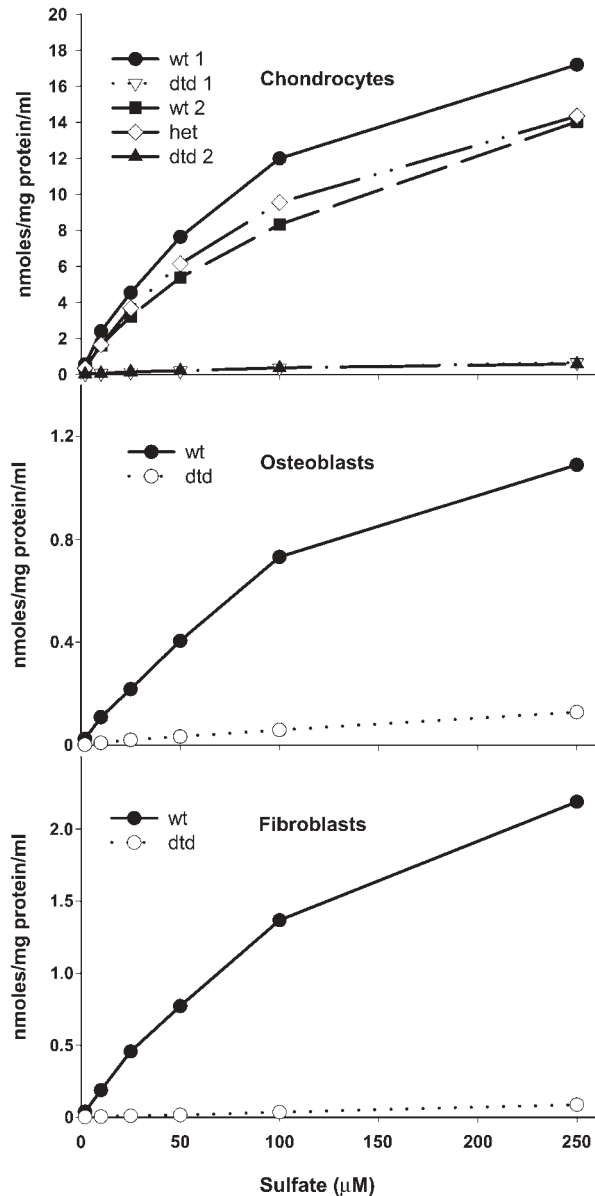 20
18
16
14
12
10
8
6
4
2
0
nmoles/mg protein/ml
wt 1
dtd 1
wt 2
het
dtd 2
Chondrocytes
1.2
0.8
0.4
0
nmoles/mg protein/ml
wt
dtd
Osteoblasts
2.0
1.5
1.0
0.5
0
nmoles/mg protein/ml
wt
dtd
Fibroblasts
0 50 100 150 200 250
Sulfate (μM)